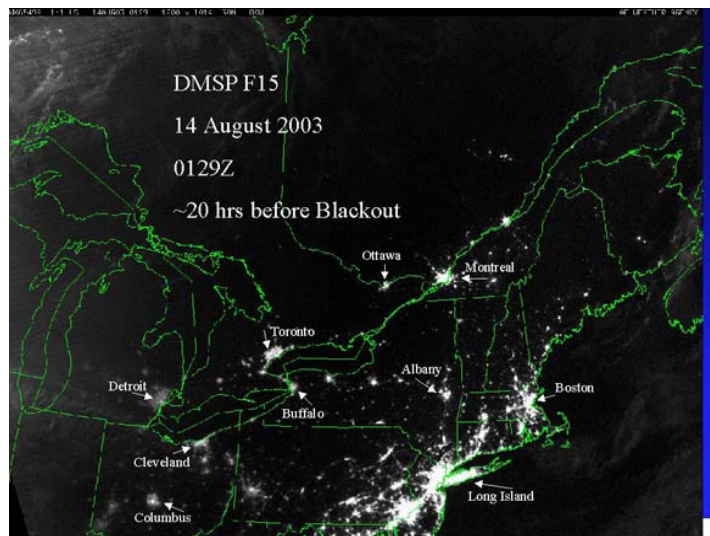 DMSP F15
14 August 2003
0129Z
~20 hrs before Blackout
Ottawa
Montreal
Toronto
Detroit
Albany
Boston
Buffalo
Cleveland
Long Island
Columbus